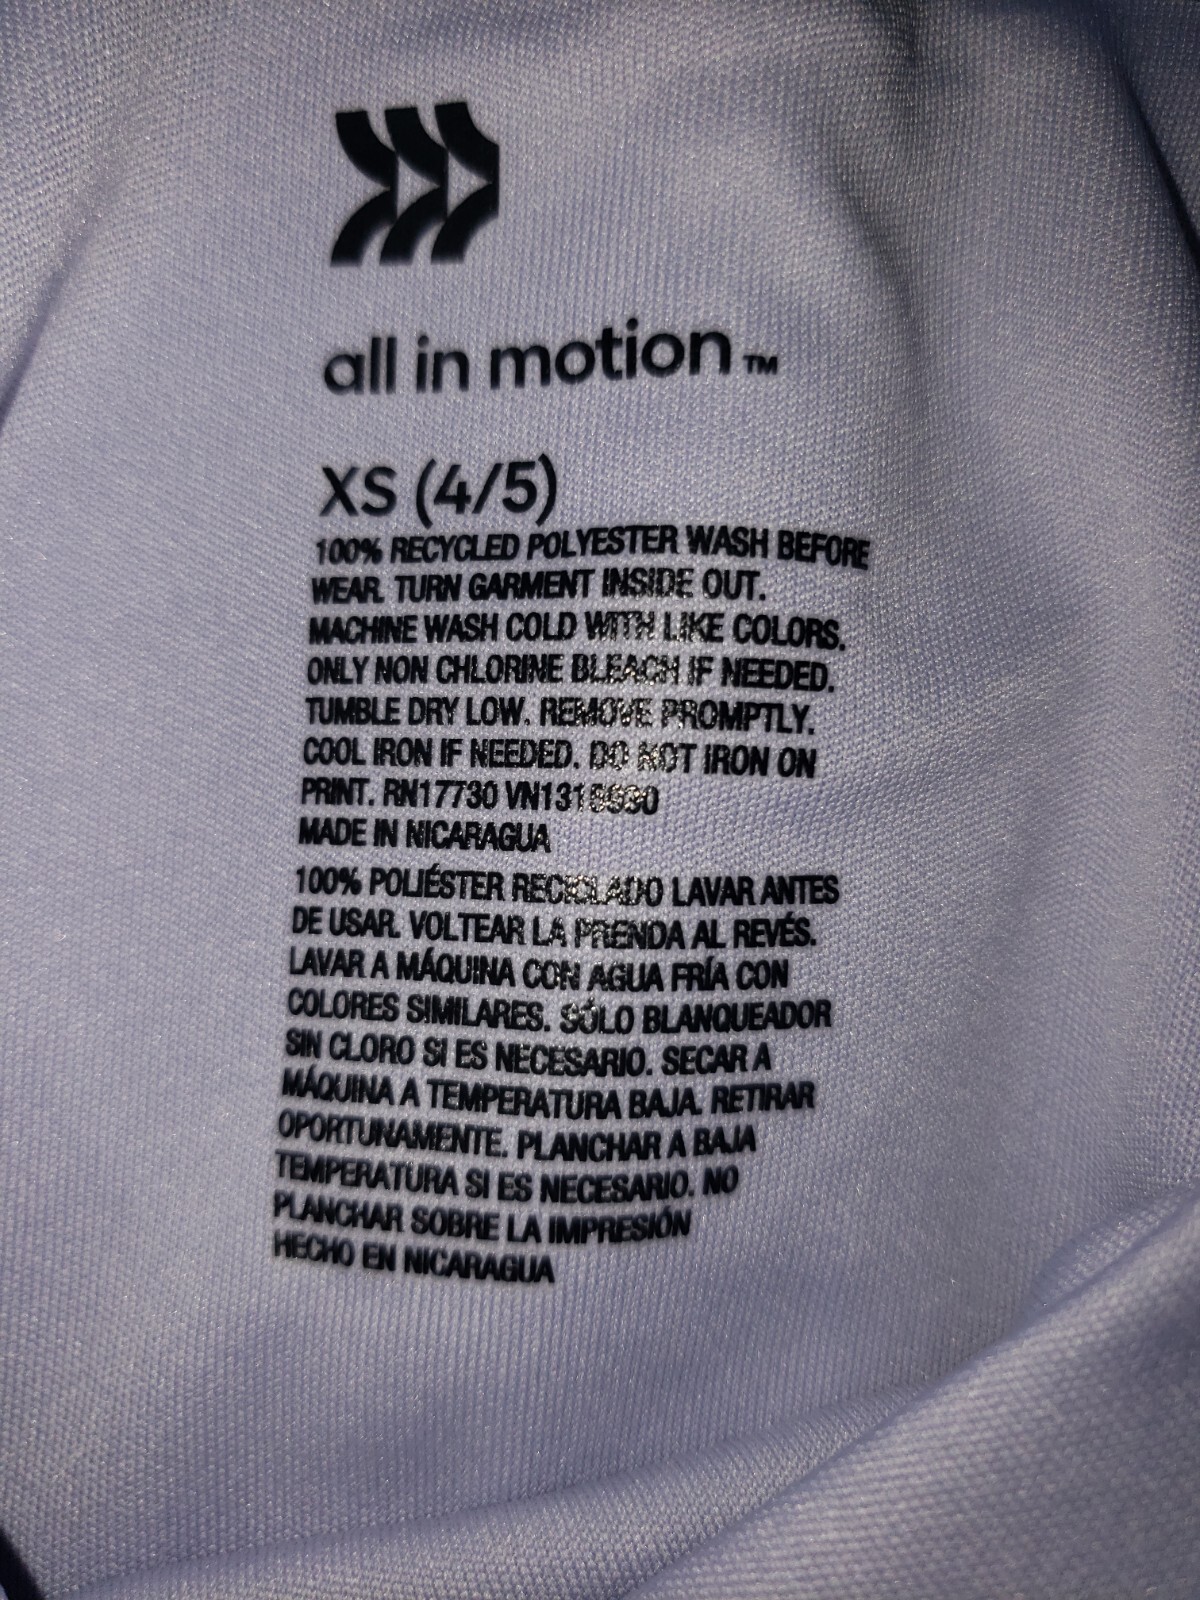 all in motion™
XS (4/5)
100% RECYCLED POLYESTER WASH BEFORE
WEAR. TURN GARMENT INSIDE OUT.
MACHINE WASH COLD WITH LIKE COLORS.
ONLY NON CHLORINE BLEACH IF NEEDED.
TUMBLE DRY LOW. REMOVE PROMPTLY.
COOL IRON IF NEEDED. DO NOT IRON ON
PRINT. RN17730
MADE IN NICARAGUA
100% POLIÉSTER RECICLADO LAVAR ANTES
DE USAR. VOLTEAR LA PRENDA AL REVÉS.
LAVAR A MÁQUINA CON AGUA FRÍA CON
COLORES SIMILARES. SÓLO BLANQUEADOR
SIN CLORO SI ES NECESARIO. SECAR A
MÁQUINA A TEMPERATURA BAJA. RETIRAR
OPORTUNAMENTE. PLANCHAR A BAJA
TEMPERATURA SI ES NECESARIO. NO
PLANCHAR SOBRE LA IMPRESIÓN
HECHO EN NICARAGUA